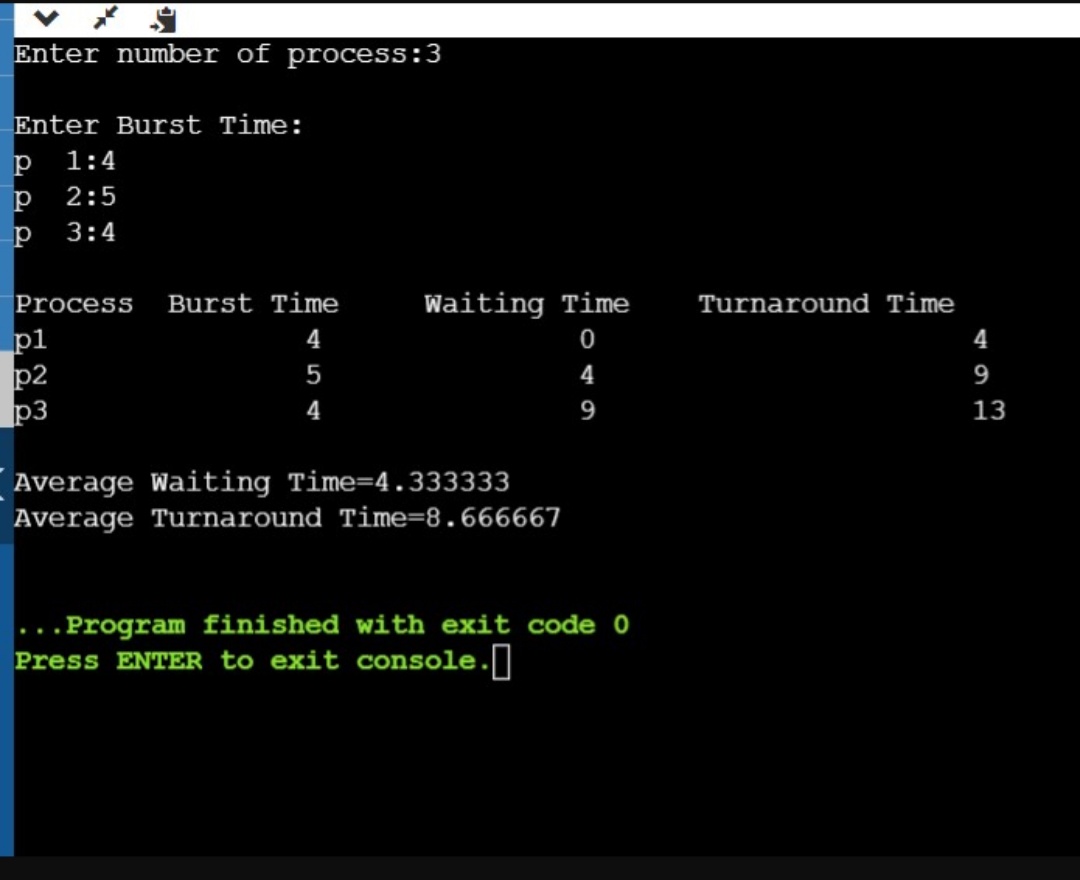 Enter number of process:3
Enter Burst Time:
p  1:4
p  2:5
p  3:4
Process  Burst Time     Waiting Time    Turnaround Time
p1               4               0                      4
p2               5               4                      9
p3               4               9                      13
Average Waiting Time=4.333333
Average Turnaround Time=8.666667
...Program finished with exit code 0
Press ENTER to exit console.